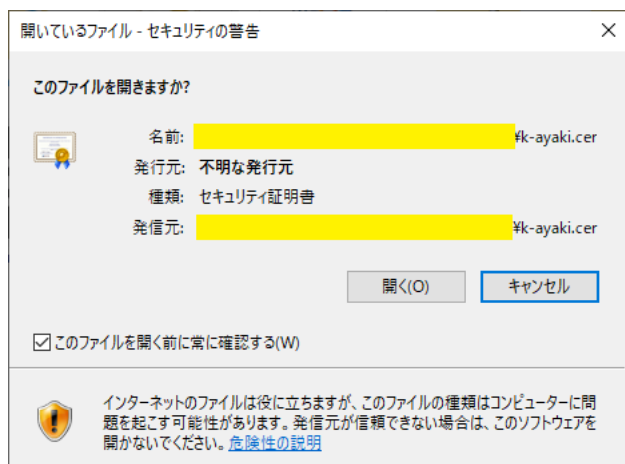 開いているファイル - セキュリティの警告
このファイルを開きますか?
名前: ¥k-ayaki.cer
発行元: 不明な発行元
種類: セキュリティ証明書
発信元: ¥k-ayaki.cer
開く(O)
キャンセル
このファイルを開く前に常に確認する(W)
インターネットのファイルは役に立ちますが、このファイルの種類はコンピューターに問
題を起こす可能性があります。発信元が信頼できない場合は、このソフトウェアを
開かないでください。危険性の説明